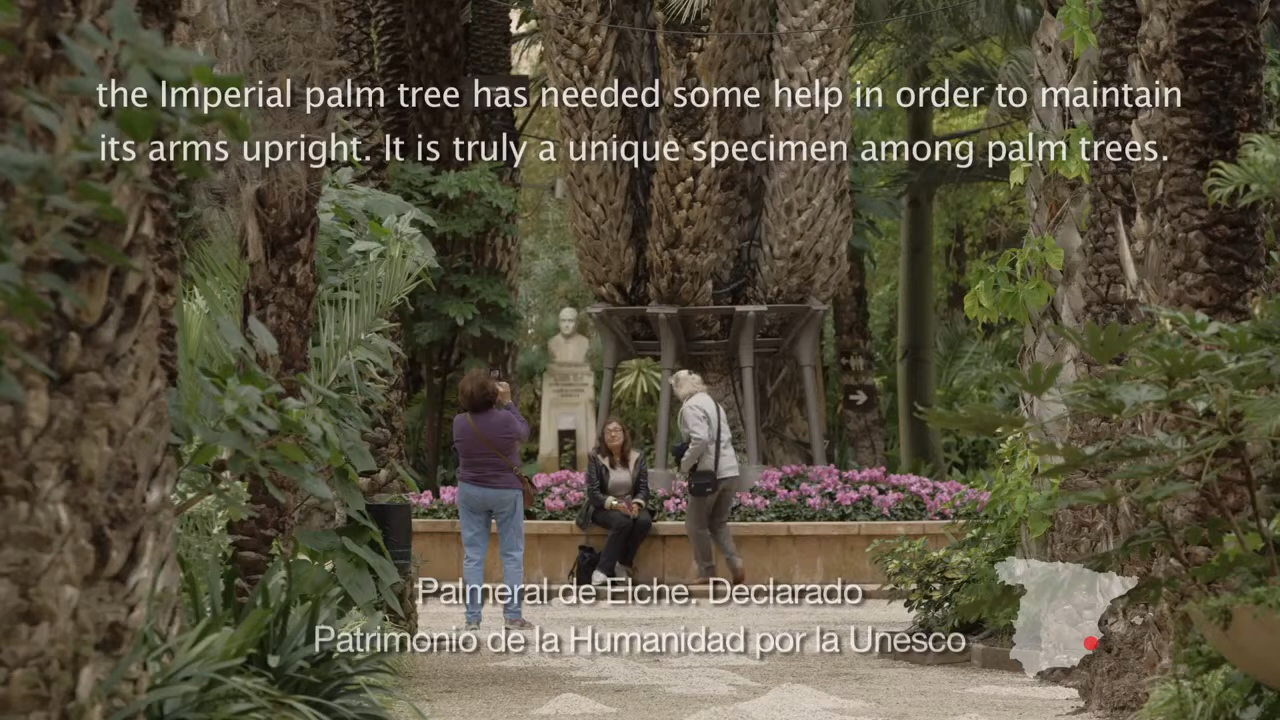 the Imperial palm tree has needed some help in order to maintain
its arms upright. It is truly a unique specimen among palm trees.
Palmeral de Elche. Declarado
Patrimonio de la Humanidad por la Unesco